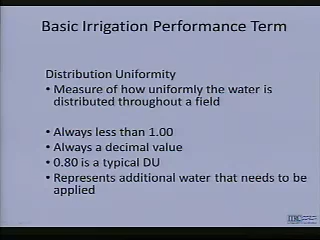 Basic Irrigation Performance Term
Distribution Uniformity
• Measure of how uniformly the water is
distributed throughout a field
• Always less than 1.00
• Always a decimal value
• 0.80 is a typical DU
• Represents additional water that needs to be
applied